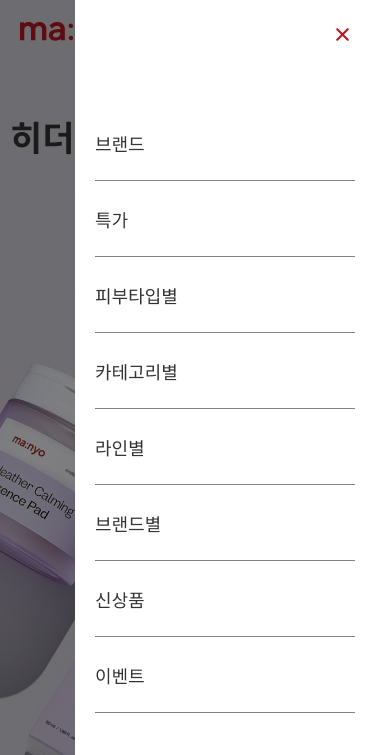 ma:
히더
브랜드
특가
피부타입별
카테고리별
라인별
브랜드별
신상품
이벤트
ma:nyo
eather Calming
ence Pad